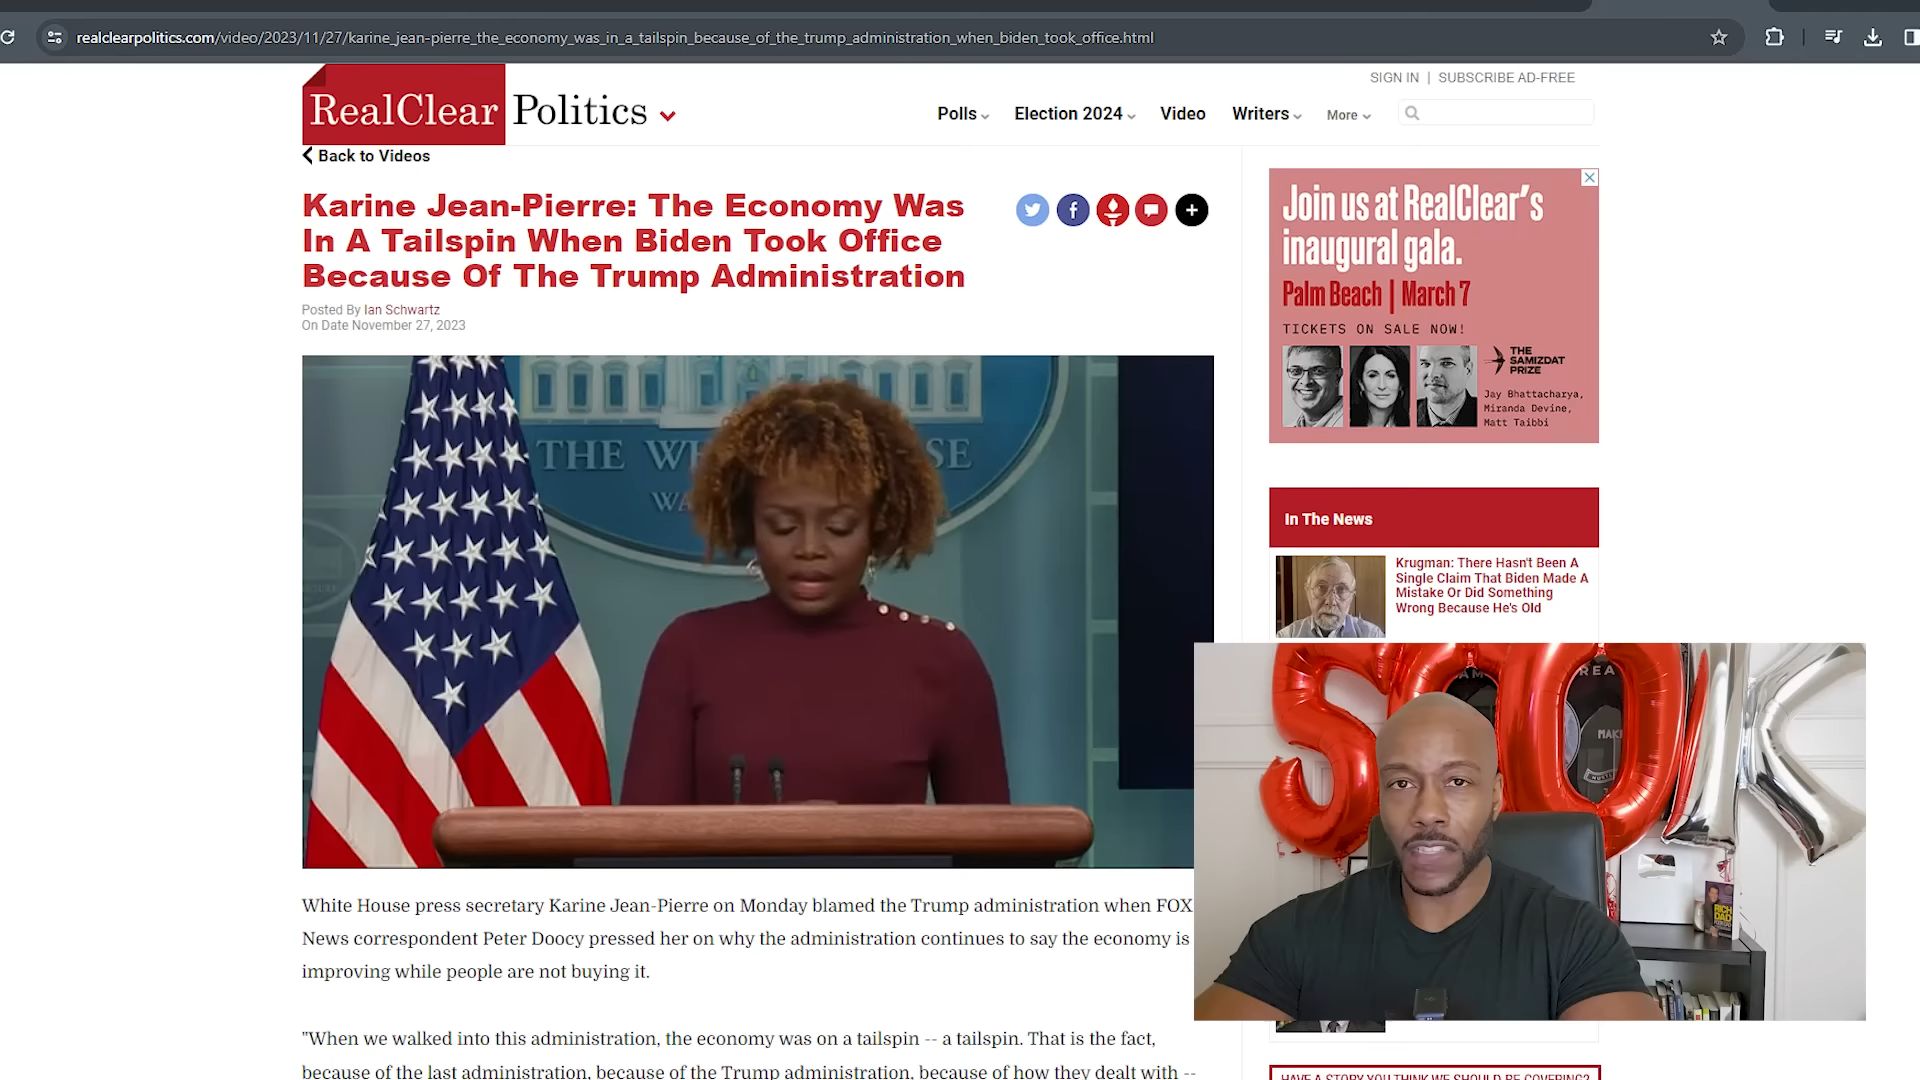 realclearpolitics.com/video/2023/11/27/karine_jean-pierre_the_economy_was_in_a_tailspin_because_of_the_trump_administration_when_biden_took_office.html
SIGN IN | SUBSCRIBE AD-FREE
RealClear Politics
Polls
Election 2024
Video
Writers
More
Back to Videos
Karine Jean-Pierre: The Economy Was
In A Tailspin When Biden Took Office
Because Of The Trump Administration
Posted By Ian Schwartz
On Date November 27, 2023
THE WH
SE
WA
Join us at RealClear's
inaugural gala.
Palm Beach | March 7
TICKETS ON SALE NOW!
THE
SAMIZDAT
PRIZE
Jay Bhattacharya,
Miranda Devine,
Matt Taibbi
In The News
Krugman: There Hasn't Been A
Single Claim That Biden Made A
Mistake Or Did Something
Wrong Because He's Old
500K
REA
MAK
RICH
DAD
White House press secretary Karine Jean-Pierre on Monday blamed the Trump administration when FOX
News correspondent Peter Doocy pressed her on why the administration continues to say the economy is
improving while people are not buying it.
"When we walked into this administration, the economy was on a tailspin -- a tailspin. That is the fact,
because of the last administration, because of the Trump administration, because of how they dealt with --
HAVE A STORY YOU THINK WE SHOULD BE COVERING?